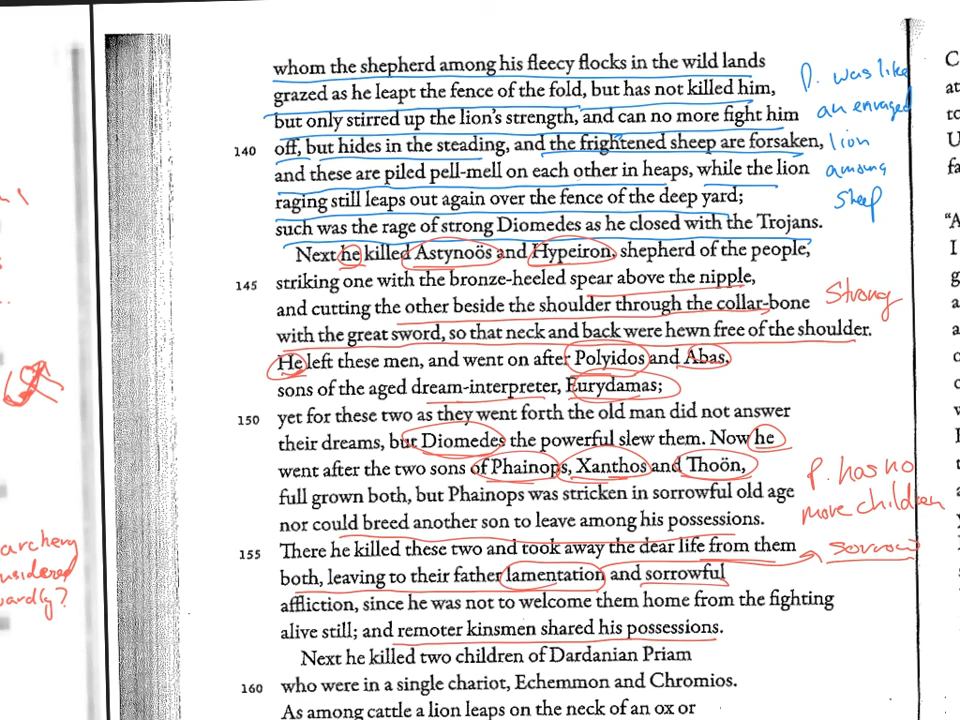 whom the shepherd among his fleecy flocks in the wild lands
grazed as he leapt the fence of the fold, but has not killed him,
but only stirred up the lion's strength, and can no more fight him
140 off, but hides in the steading, and the frightened sheep are forsaken,
and these are piled pell-mell on each other in heaps, while the lion
raging still leaps out again over the fence of the deep yard;
such was the rage of strong Diomedes as he closed with the Trojans.
D. was like
an enraged
lion
among
sheep
Next he killed Astynoös and Hypeiron, shepherd of the people,
145 striking one with the bronze-heeled spear above the nipple,
and cutting the other beside the shoulder through the collar-bone
with the great sword, so that neck and back were hewn free of the shoulder.
Strong
He left these men, and went on after Polyidos and Abas,
sons of the aged dream-interpreter, Eurydamas;
150 yet for these two as they went forth the old man did not answer
their dreams, but Diomedes the powerful slew them. Now he
went after the two sons of Phainops, Xanthos and Thoön,
full grown both, but Phainops was stricken in sorrowful old age
nor could breed another son to leave among his possessions.
P. has no
more children
155 There he killed these two and took away the dear life from them
both, leaving to their father lamentation and sorrowful
sorrow
affliction, since he was not to welcome them home from the fighting
alive still; and remoter kinsmen shared his possessions.
Next he killed two children of Dardanian Priam
160 who were in a single chariot, Echemmon and Chromios.
As among cattle a lion leaps on the neck of an ox or
archery